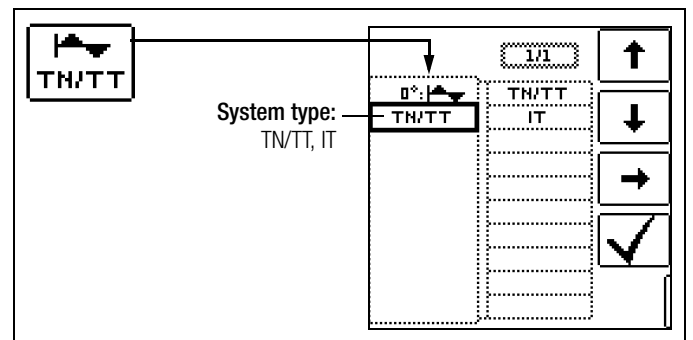 TN/TT
1/1
0°:
TN/TT
System type:
TN/TT
IT
TN/TT, IT